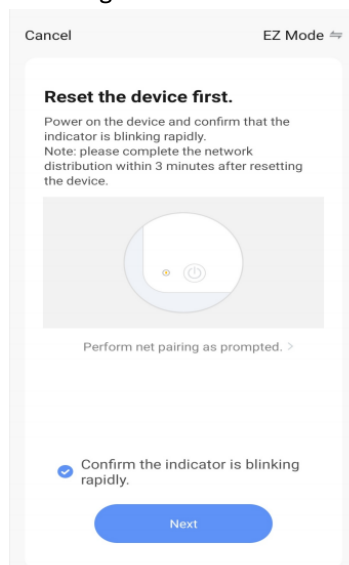 Cancel
EZ Mode
Reset the device first.
Power on the device and confirm that the
indicator is blinking rapidly.
Note: please complete the network
distribution within 3 minutes after resetting
the device.
Perform net pairing as prompted. >
Confirm the indicator is blinking
rapidly.
Next